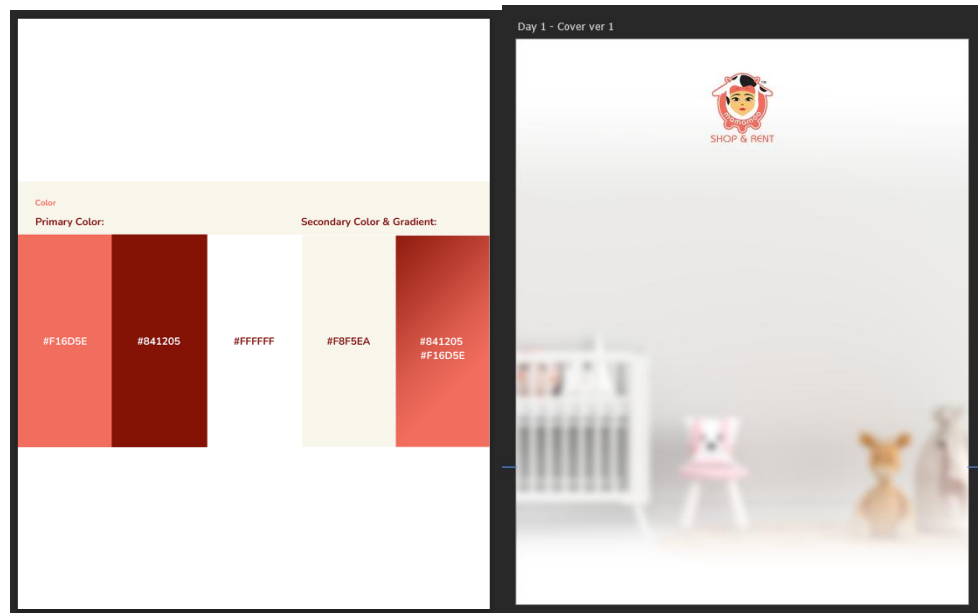 Color
Primary Color:
Secondary Color & Gradient:
#F16D5E
#841205
#FFFFFF
#F8F5EA
#841205
#F16D5E
Day 1 - Cover ver 1
mamamoo
SHOP & RENT